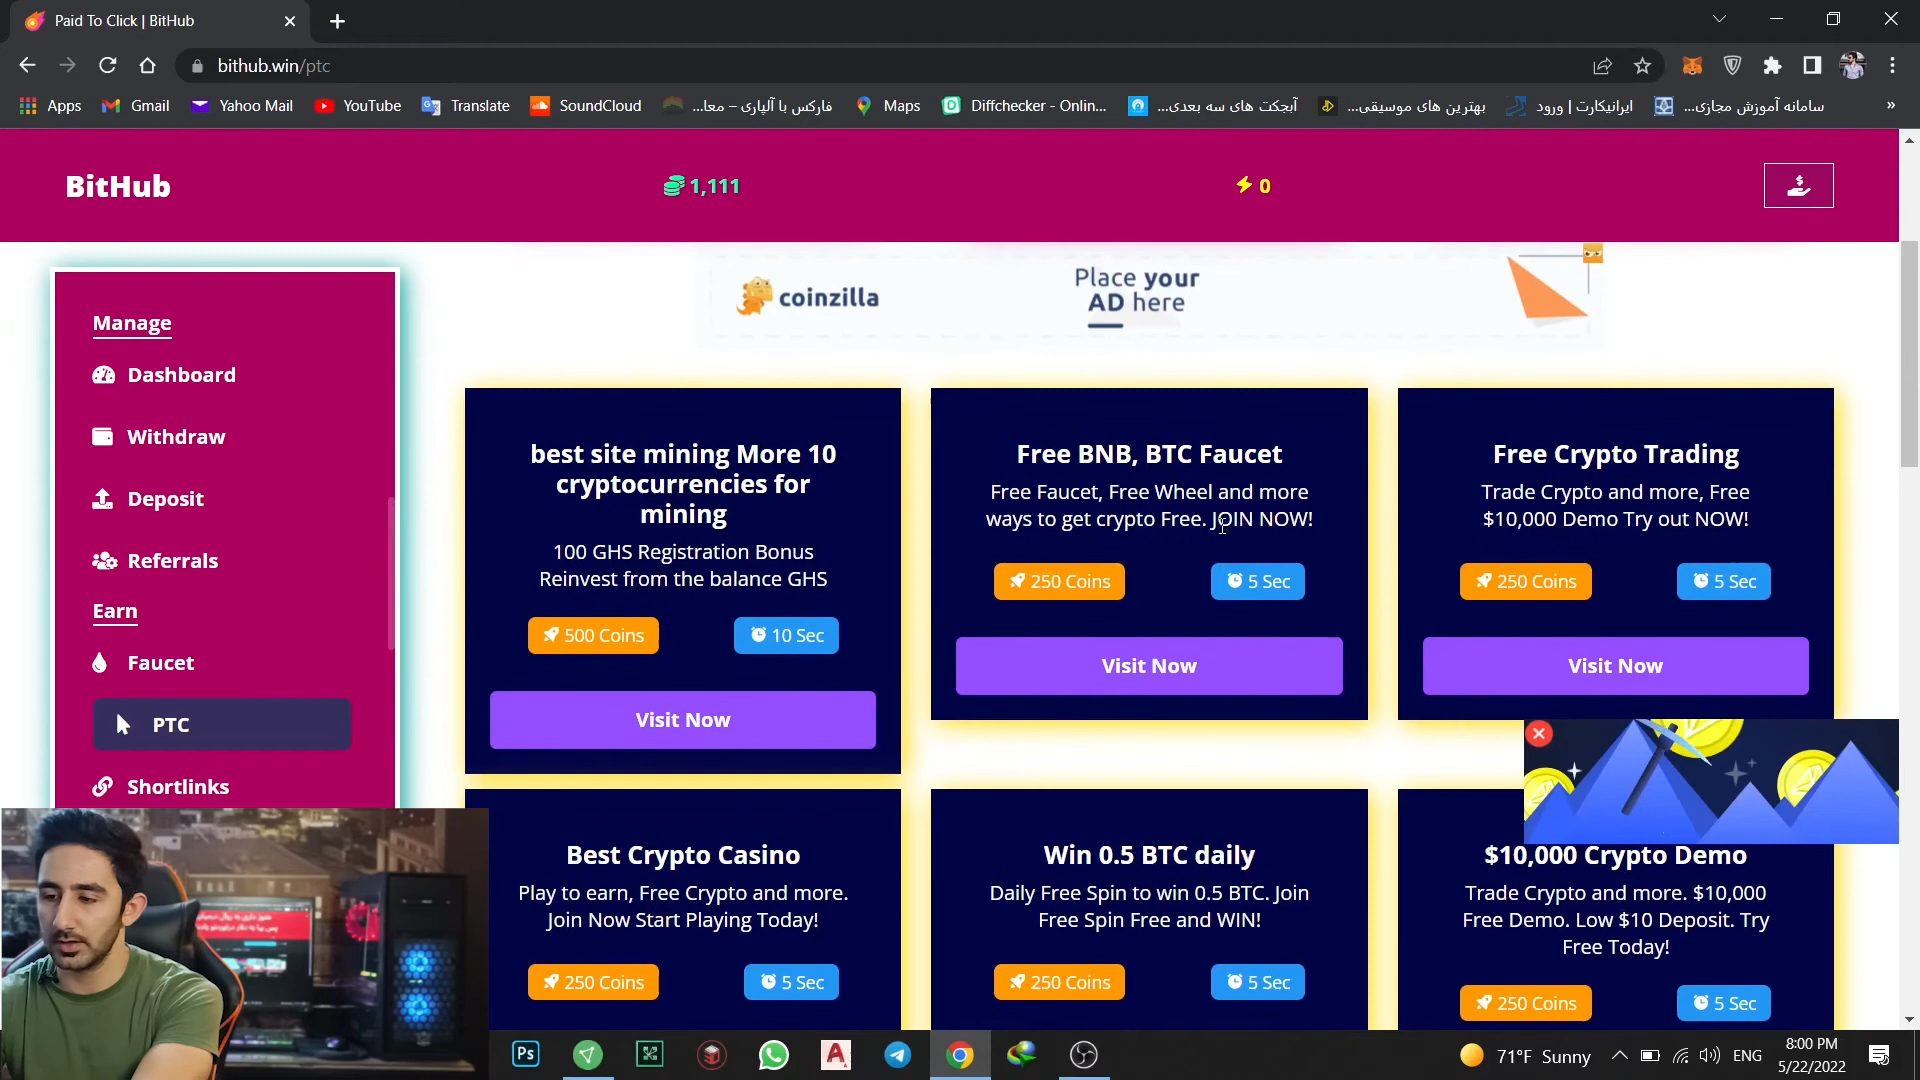 Paid To Click | BitHub
bithub.win/ptc
Apps
Gmail
Yahoo Mail
YouTube
Translate
SoundCloud
فارکس با آلپاری – معا...
Maps
Diffchecker - Onlin...
آبجکت های سه بعدی...
بهترین های موسیقی...
ایرانیکارت | ورود
سامانه آموزش مجازی...
»
BitHub
1,111
0
coinzilla
Place your
AD here
Manage
Dashboard
Withdraw
Deposit
Referrals
Earn
Faucet
PTC
Shortlinks
best site mining More 10
cryptocurrencies for
mining
100 GHS Registration Bonus
Reinvest from the balance GHS
500 Coins
10 Sec
Visit Now
Free BNB, BTC Faucet
Free Faucet, Free Wheel and more
ways to get crypto Free. JOIN NOW!
250 Coins
5 Sec
Visit Now
Free Crypto Trading
Trade Crypto and more, Free
$10,000 Demo Try out NOW!
250 Coins
5 Sec
Visit Now
Best Crypto Casino
Play to earn, Free Crypto and more.
Join Now Start Playing Today!
250 Coins
5 Sec
Win 0.5 BTC daily
Daily Free Spin to win 0.5 BTC. Join
Free Spin Free and WIN!
250 Coins
5 Sec
$10,000 Crypto Demo
Trade Crypto and more. $10,000
Free Demo. Low $10 Deposit. Try
Free Today!
250 Coins
5 Sec
Ps
71°F Sunny
ENG
8:00 PM
5/22/2022